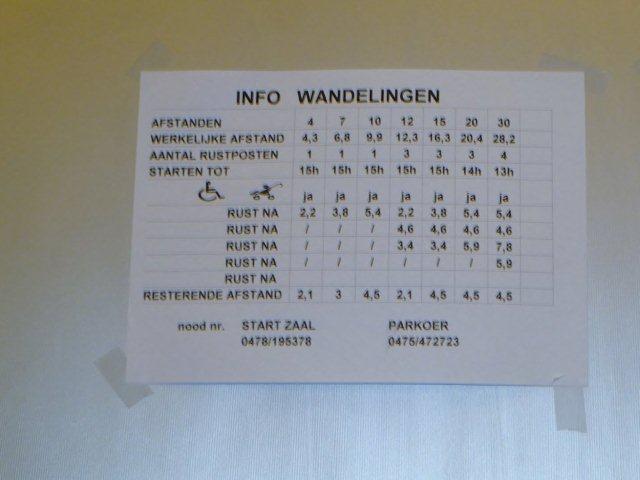 INFO WANDELINGEN
AFSTANDEN 4 7 10 12 15 20 30
WERKELIJKE AFSTAND 4,3 6,8 9,9 12,3 16,3 20,4 28,2
AANTAL RUSTPOSTEN 1 1 1 3 3 3 4
STARTEN TOT 15h 15h 15h 15h 15h 14h 13h
ja ja ja ja ja ja ja
RUST NA 2,2 3,8 5,4 2,2 3,8 5,4 5,4
RUST NA / / / 4,6 4,6 4,6 4,6
RUST NA / / / 3,4 3,4 5,9 7,8
RUST NA / / / / / / 5,9
RUST NA
RESTERENDE AFSTAND 2,1 3 4,5 2,1 4,5 4,5 4,5
nood nr. START ZAAL PARKOER
0478/195378 0475/472723